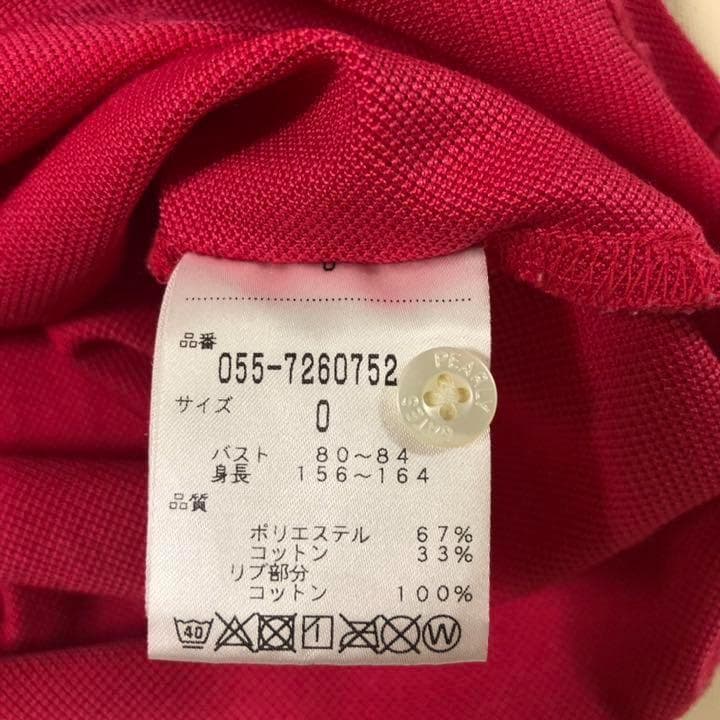 品番
055-7260752
サイズ
0
バスト 80～84
身長 156～164
品質
ポリエステル 67%
コットン 33%
リブ部分
コットン 100%
40
W
PEARLY
GATES